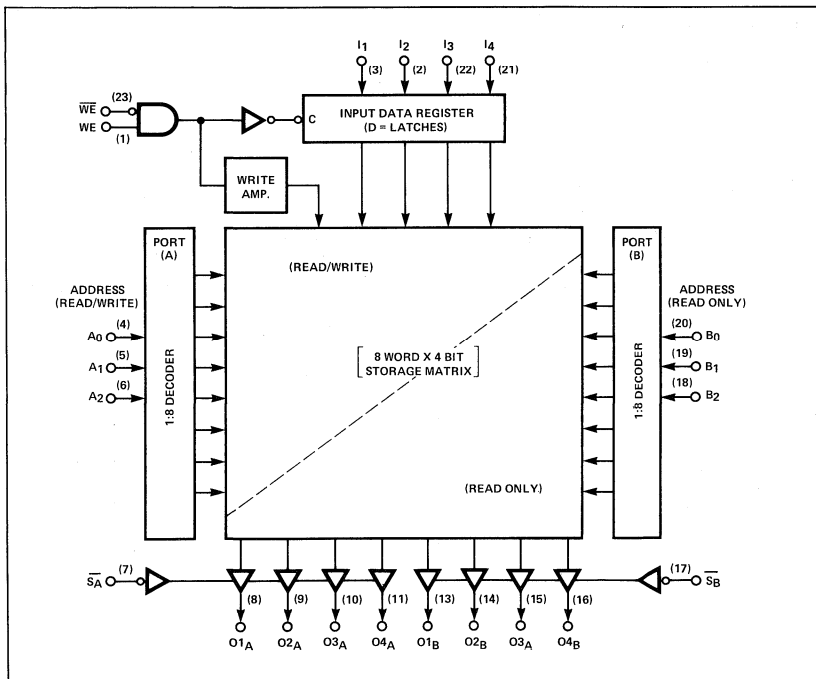 I1 I2 I3 I4
(3) (2) (22) (21)
WE (23)
WE (1)
C
INPUT DATA REGISTER
(D = LATCHES)
WRITE
AMP.
PORT
(A)
1:8 DECODER
ADDRESS
(READ/WRITE)
A0 (4)
A1 (5)
A2 (6)
(READ/WRITE)
8 WORD X 4 BIT
STORAGE MATRIX
(READ ONLY)
PORT
(B)
1:8 DECODER
ADDRESS
(READ ONLY)
(20) B0
(19) B1
(18) B2
SA (7)
(17) SB
(8) (9) (10) (11) (13) (14) (15) (16)
O1A O2A O3A O4A O1B O2B O3A O4B